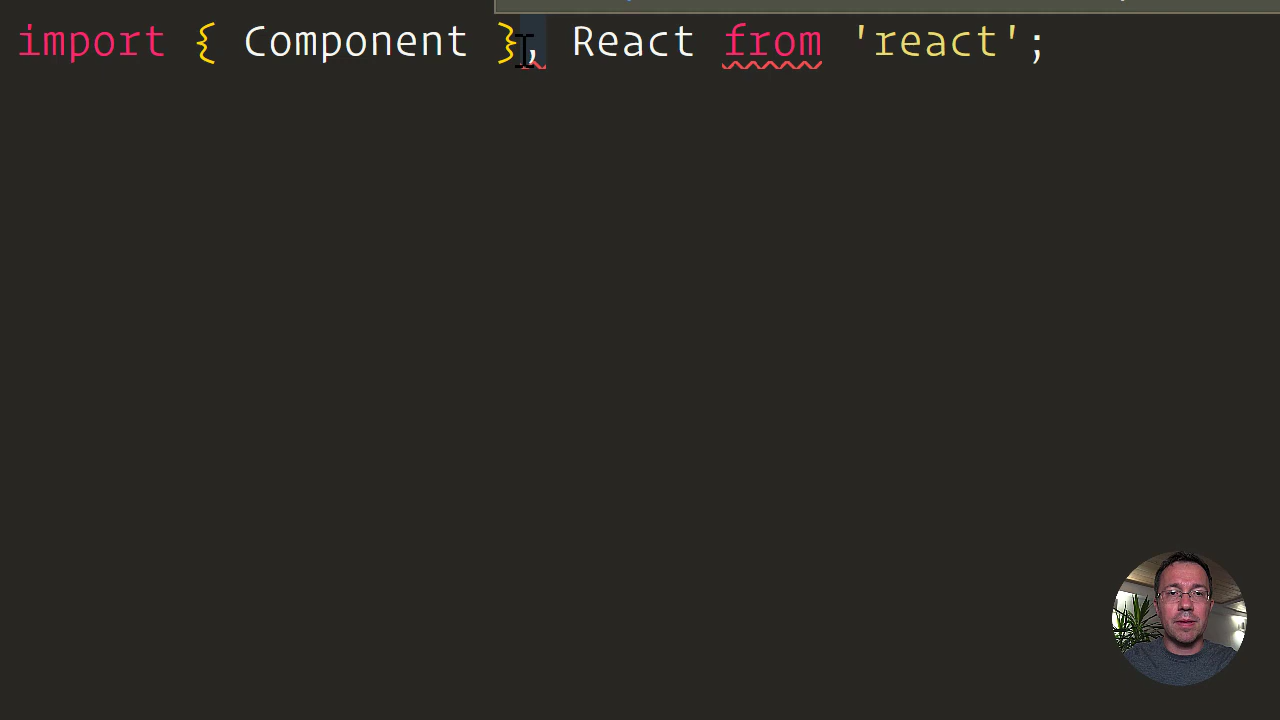 import { Component }, React from 'react';